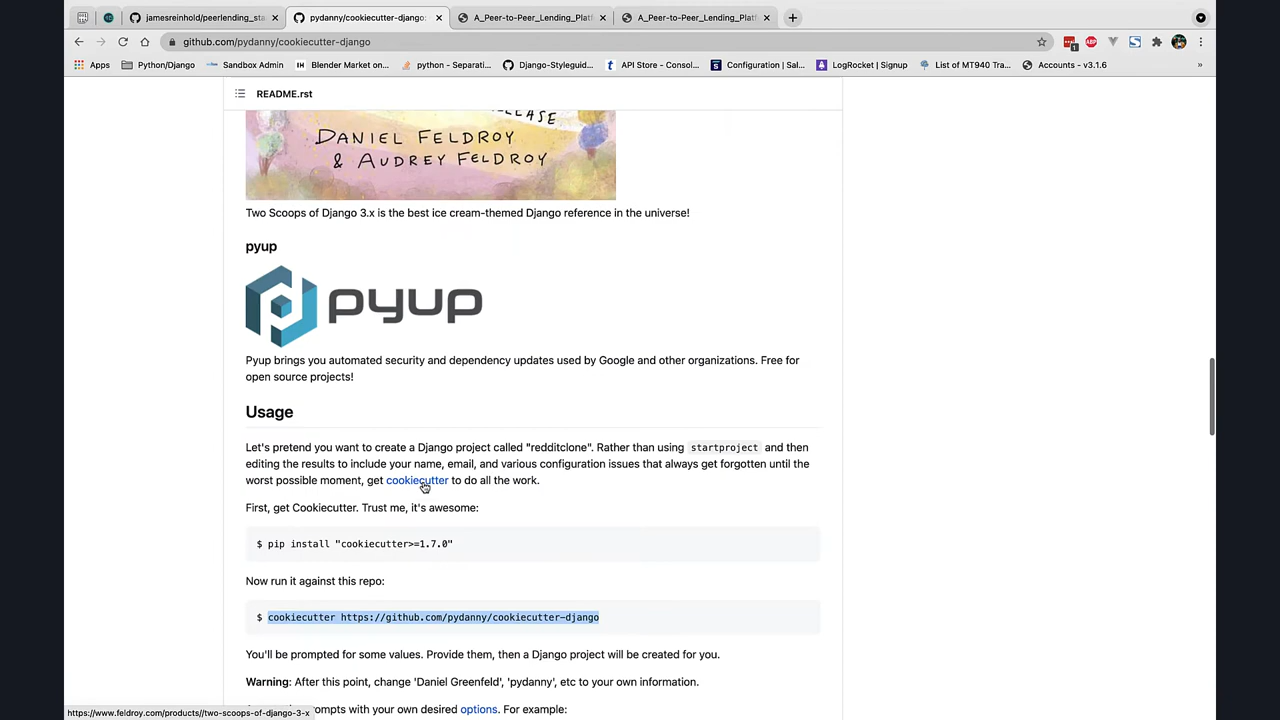 jamesreinhold/peerlending_sta
pydanny/cookiecutter-django:
A_Peer-to-Peer_Lending_Platf
A_Peer-to-Peer_Lending_Platf
github.com/pydanny/cookiecutter-django
1
ABP
Apps
Python/Django
Sandbox Admin
IH Blender Market on...
python - Separati...
Django-Styleguid...
API Store - Consol...
Configuration | Sal...
LogRocket | Signup
List of MT940 Tra...
Accounts - v3.1.6
»
README.rst
DANIEL FELDROY
& AUDREY FELDROY
Two Scoops of Django 3.x is the best ice cream-themed Django reference in the universe!
pyup
pyup
Pyup brings you automated security and dependency updates used by Google and other organizations. Free for
open source projects!
Usage
Let's pretend you want to create a Django project called "redditclone". Rather than using startproject and then
editing the results to include your name, email, and various configuration issues that always get forgotten until the
worst possible moment, get cookiecutter to do all the work.
First, get Cookiecutter. Trust me, it's awesome:
$ pip install "cookiecutter>=1.7.0"
Now run it against this repo:
$ cookiecutter https://github.com/pydanny/cookiecutter-django
You'll be prompted for some values. Provide them, then a Django project will be created for you.
Warning: After this point, change 'Daniel Greenfeld', 'pydanny', etc to your own information.
prompts with your own desired options. For example:
https://www.feldroy.com/products//two-scoops-of-django-3-x